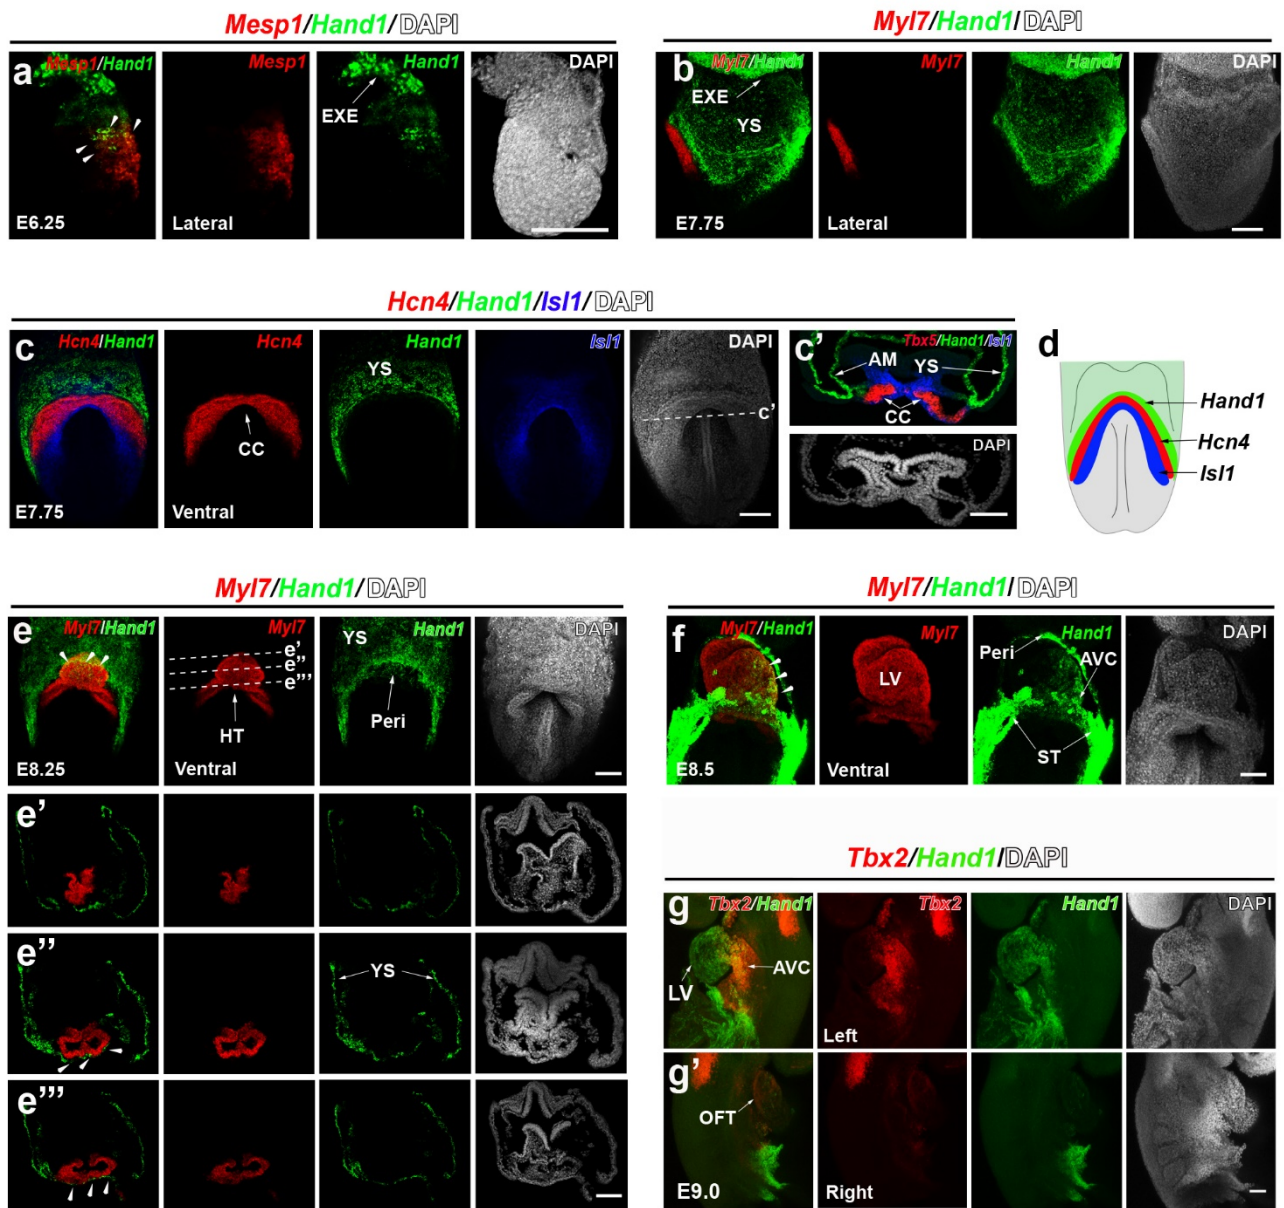 Mesp1/Hand1/DAPI
a
Mesp1/Hand1
Mesp1
Hand1
DAPI
EXE
E6.25
Lateral
Myl7/Hand1/DAPI
b
Myl7/Hand1
Myl7
Hand1
DAPI
EXE
YS
E7.75
Lateral
Hcn4/Hand1/Isl1/DAPI
c
Hcn4/Hand1
Hcn4
Hand1
Isl1
DAPI
YS
CC
c'
E7.75
Ventral
c'
Tbx5/Hand1/Isl1
AM
YS
CC
DAPI
d
Hand1
Hcn4
Isl1
Myl7/Hand1/DAPI
e
Myl7/Hand1
Myl7
Hand1
DAPI
e'
e''
e'''
YS
HT
Peri
E8.25
Ventral
e'
e''
YS
e'''
Myl7/Hand1/DAPI
f
Myl7/Hand1
Myl7
Hand1
DAPI
Peri
AVC
LV
ST
E8.5
Ventral
Tbx2/Hand1/DAPI
g
Tbx2/Hand1
Tbx2
Hand1
DAPI
LV
AVC
Left
g'
OFT
E9.0
Right